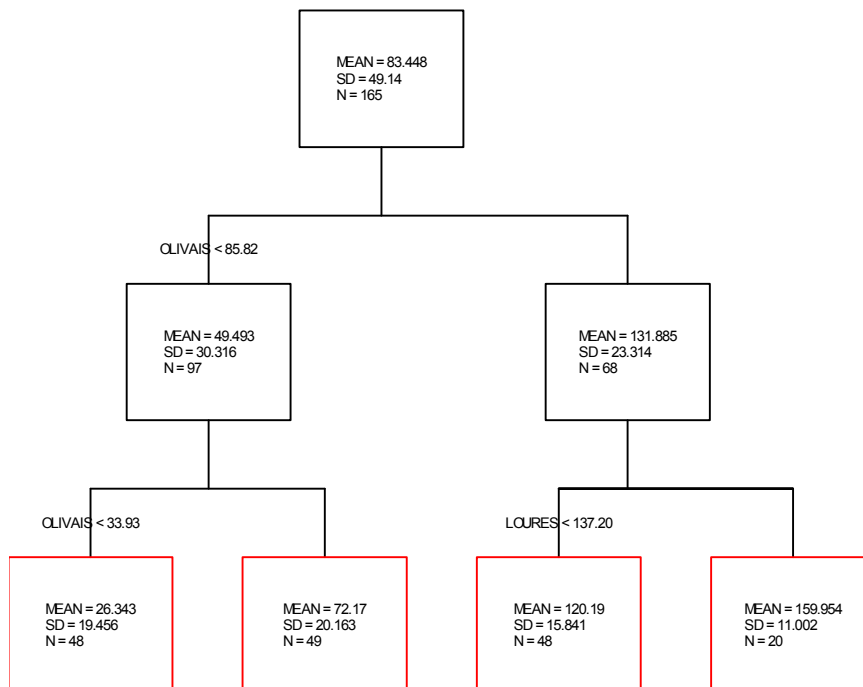 MEAN = 83.448
SD = 49.14
N = 165
OLIVAIS < 85.82
MEAN = 49.493
SD = 30.316
N = 97
MEAN = 131.885
SD = 23.314
N = 68
OLIVAIS < 33.93
LOURES < 137.20
MEAN = 26.343
SD = 19.456
N = 48
MEAN = 72.17
SD = 20.163
N = 49
MEAN = 120.19
SD = 15.841
N = 48
MEAN = 159.954
SD = 11.002
N = 20